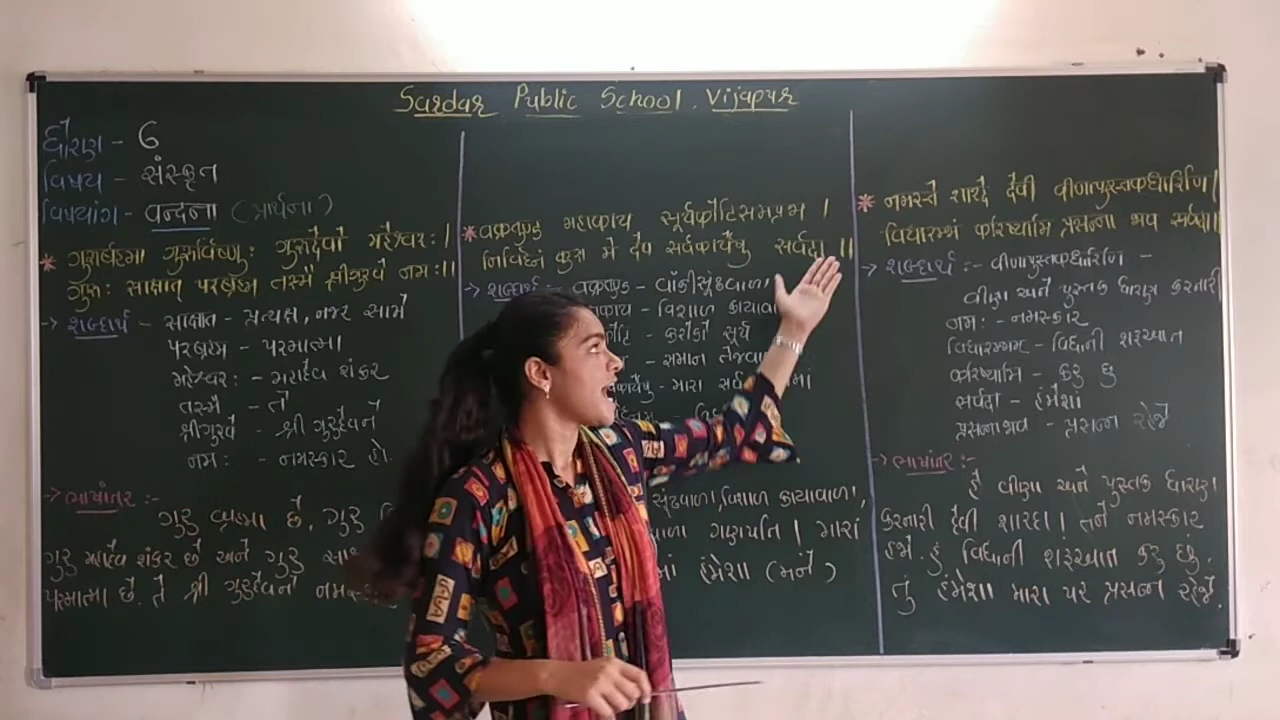 Sardar Public School. Vijapur
ધોરણ - 6
વિષય - સંસ્કૃત
વિષયાંગ - વન્દના (પ્રાર્થના)
* ગુરુર્બ્રહ્મા ગુરુર્વિષ્ણુઃ ગુરુર્દેવો મહેશ્વરઃ।
ગુરુઃ સાક્ષાત્ પરબ્રહ્મ તસ્મૈ શ્રીગુરવે નમઃ॥
-> શબ્દાર્થ - સાક્ષાત - પ્રત્યક્ષ, નજર સામે
પરબ્રહ્મ - પરમાત્મા
મહેશ્વરઃ - મહાદેવ શંકર
તસ્મૈ - તે
શ્રીગુરવે - શ્રી ગુરુદેવને
નમઃ - નમસ્કાર હો.
-> ભાષાંતર :-
ગુરુ બ્રહ્મા છે, ગુરુ
ગુરુ મહાદેવ શંકર છે અને ગુરુ
પરમાત્મા છે. તે શ્રી ગુરુદેવને
* વક્રતુણ્ડ મહાકાય સૂર્યકોટિસમપ્રભ ।
નિર્વિઘ્નં કુરુ મે દેવ સર્વકાર્યેષુ સર્વદા ॥
-> શબ્દાર્થ :- વક્રતુણ્ડ - વાંકીસૂંઢવાળા
- વિશાળ કાયાવાળા
- કરોડો સૂર્ય
- સમાન તેજવાળા
- મારા સર્વ
સૂંઢવાળા, વિશાળ કાયાવાળા,
ગણપતિ । મારાં
હંમેશા (મને)
* નમસ્તે શારદે દેવી વીણાપુસ્તકધારિણિ।
વિદ્યારમ્ભં કરિષ્યામિ પ્રસન્ના ભવ સર્વદા॥
-> શબ્દાર્થ :- વીણાપુસ્તકધારિણિ -
વીણા અને પુસ્તક ધારણ કરનારી
નમઃ - નમસ્કાર
વિદ્યારમ્ભમ્ - વિદ્યાની શરૂઆત
કરિષ્યામિ - કરુ છુ
સર્વદા - હંમેશાં
પ્રસન્નાભવ - પ્રસન્ન રહેજે
-> ભાષાંતર :-
હે વીણા અને પુસ્તક ધારણ
કરનારી દેવી શારદા। તને નમસ્કાર
હજો. હું વિદ્યાની શરૂઆત કરુ છું.
તું હંમેશા મારા પર પ્રસન્ન રહેજે.